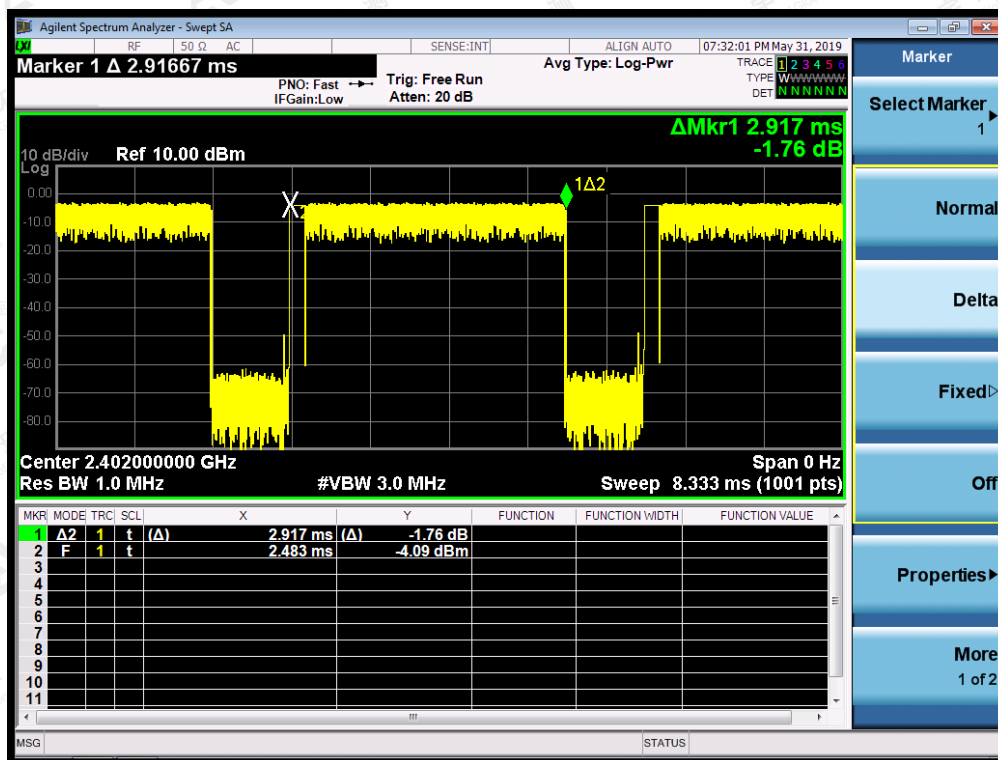 Agilent Spectrum Analyzer - Swept SA
LXI RF 50 Ω AC SENSE:INT ALIGN AUTO 07:32:01 PM May 31, 2019
Marker 1 Δ 2.91667 ms
PNO: Fast
IFGain:Low
Trig: Free Run
Atten: 20 dB
Avg Type: Log-Pwr
TRACE 1 2 3 4 5 6
TYPE WWWWWW
DET N N N N N N
ΔMkr1 2.917 ms
-1.76 dB
10 dB/div Ref 10.00 dBm
Log
0.00
-10.0
-20.0
-30.0
-40.0
-50.0
-60.0
-70.0
-80.0
1Δ2
Center 2.402000000 GHz Span 0 Hz
Res BW 1.0 MHz #VBW 3.0 MHz Sweep 8.333 ms (1001 pts)
MKR MODE TRC SCL X Y FUNCTION FUNCTION WIDTH FUNCTION VALUE
1 Δ2 1 t (Δ) 2.917 ms (Δ) -1.76 dB
2 F 1 t 2.483 ms -4.09 dBm
3
4
5
6
7
8
9
10
11
MSG STATUS
Marker
Select Marker
1
Normal
Delta
Fixed
Off
Properties
More
1 of 2